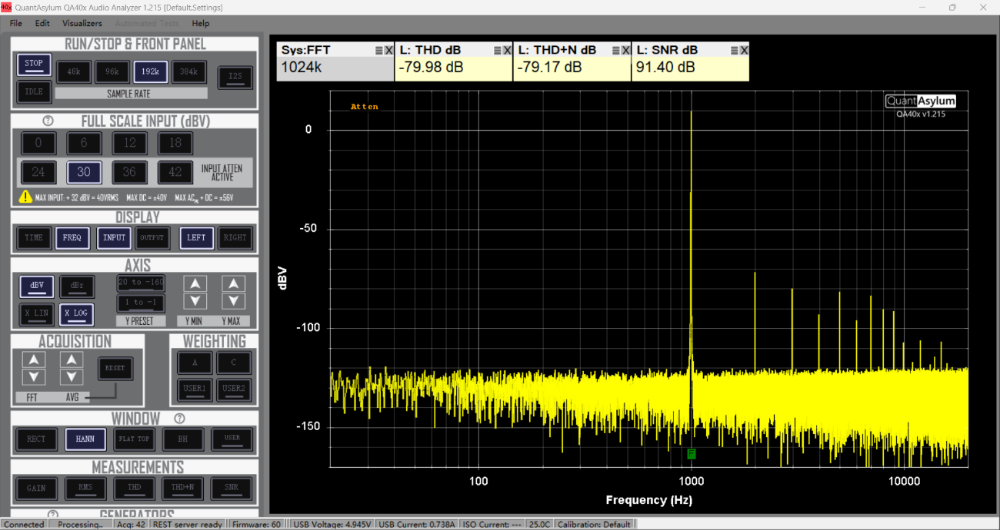 40x QuantAsylum QA40x Audio Analyzer 1.215 [Default.Settings]
File Edit Visualizers Automated Tests Help
RUN/STOP & FRONT PANEL
STOP 48k 96k 192k 384k I2S
IDLE SAMPLE RATE
? FULL SCALE INPUT (dBV)
0 6 12 18
24 30 36 42 INPUT ATTEN
ACTIVE
MAX INPUT: + 32 dBV = 40VRMS MAX DC = ±40V MAX ACPK + DC = ±56V
DISPLAY
TIME FREQ INPUT OUTPUT LEFT RIGHT
AXIS
dBV dBr 20 to -160
X LIN X LOG 1 to -1
Y PRESET Y MIN Y MAX
ACQUISITION
RESET
FFT AVG
WEIGHTING
A C
USER1 USER2
WINDOW ?
RECT HANN FLAT TOP BH USER
MEASUREMENTS
GAIN RMS THD THD+N SNR
? GENERATORS
Sys:FFT X L: THD dB X L: THD+N dB X L: SNR dB X
1024k -79.98 dB -79.17 dB 91.40 dB
Atten
QuantAsylum
QA40x v1.215
0
-50
-100
-150
dBV
F
100 1000 10000
Frequency (Hz)
Connected Processing.. Acq: 42 REST server ready Firmware: 60 USB Voltage: 4.945V USB Current: 0.738A ISO Current: --- 25.0C Calibration: Default